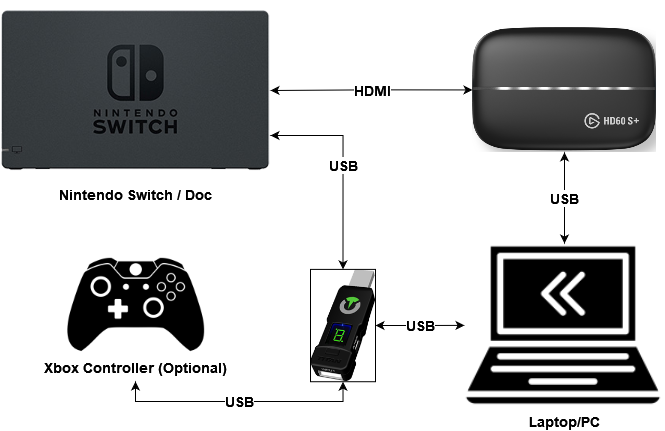 NINTENDO
SWITCH
HDMI
HD60 S+
USB
USB
Nintendo Switch / Doc
USB
Xbox Controller (Optional)
USB
Laptop/PC